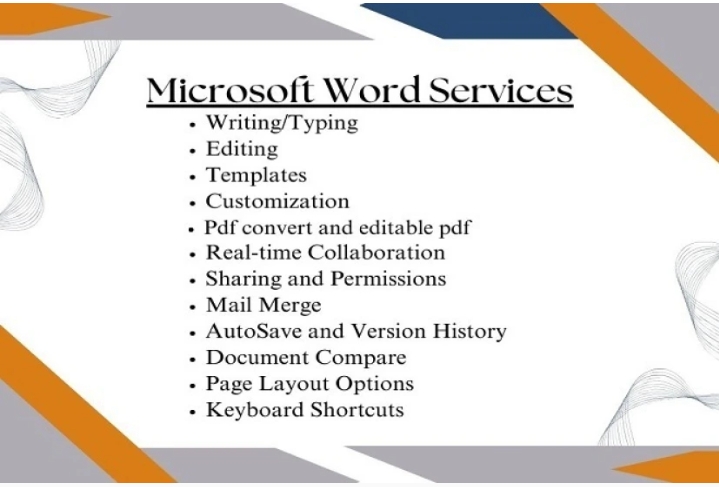 Microsoft Word Services
• Writing/Typing
• Editing
• Templates
• Customization
• Pdf convert and editable pdf
• Real-time Collaboration
• Sharing and Permissions
• Mail Merge
• AutoSave and Version History
• Document Compare
• Page Layout Options
• Keyboard Shortcuts